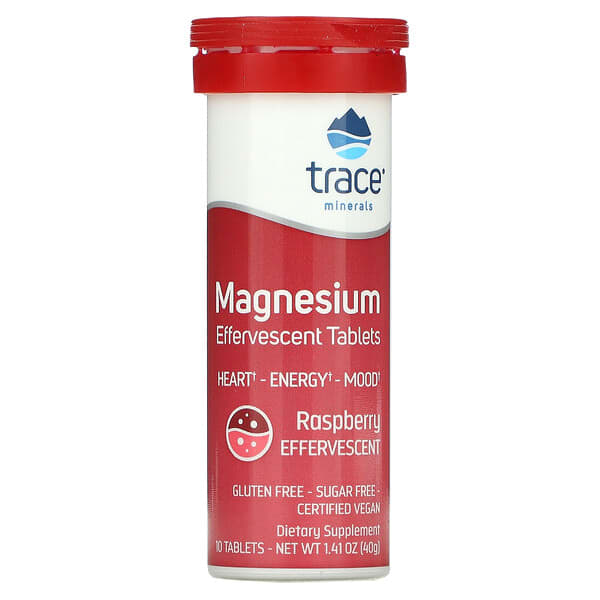 trace
minerals
Magnesium
Effervescent Tablets
HEART† - ENERGY† - MOOD†
Raspberry
EFFERVESCENT
GLUTEN FREE - SUGAR FREE -
CERTIFIED VEGAN
Dietary Supplement
10 TABLETS - NET WT 1.41 OZ (40g)